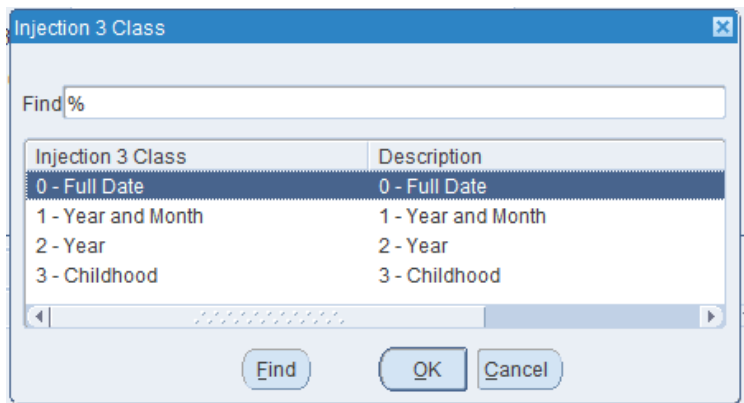 Injection 3 Class
Find %
Injection 3 Class Description
0 - Full Date 0 - Full Date
1 - Year and Month 1 - Year and Month
2 - Year 2 - Year
3 - Childhood 3 - Childhood
Find OK Cancel